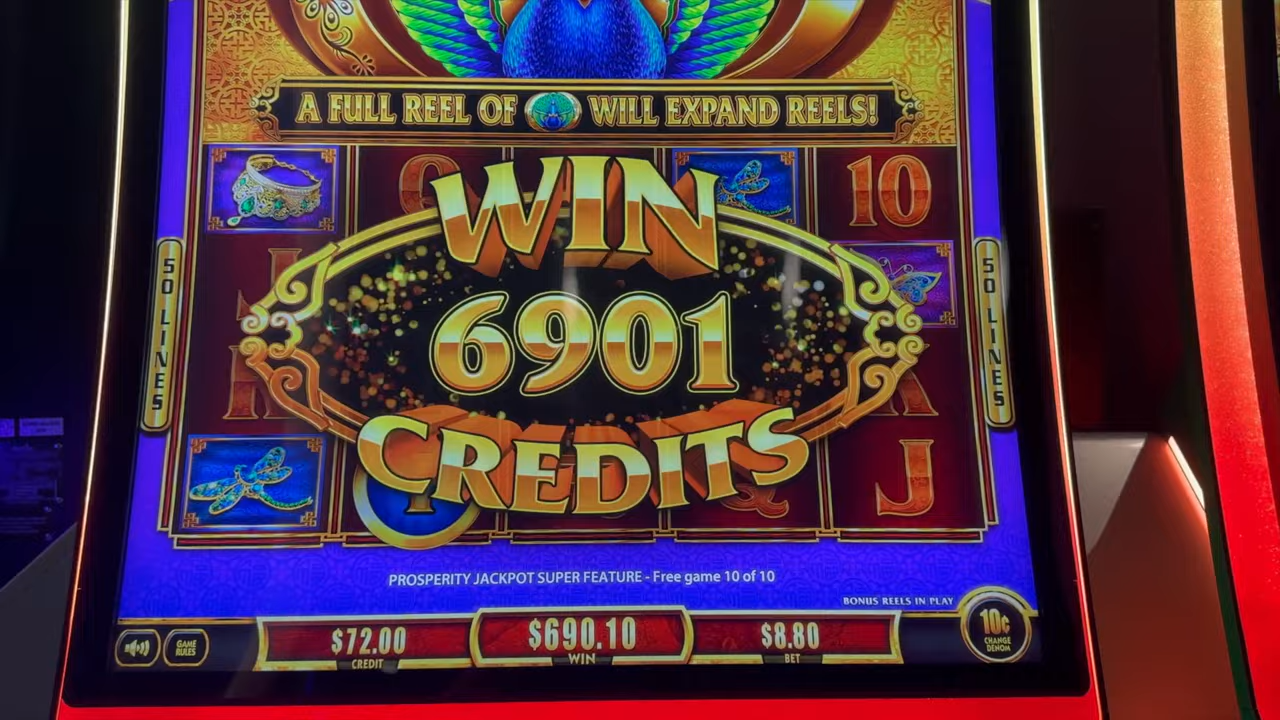 A FULL REEL OF WILL EXPAND REELS!
10
WIN
6901
CREDITS
50 LINES
50 LINES
J
PROSPERITY JACKPOT SUPER FEATURE - Free game 10 of 10
BONUS REELS IN PLAY
GAME RULES
$72.00
CREDIT
$690.10
WIN
$8.80
BET
10¢
CHANGE
DENOM